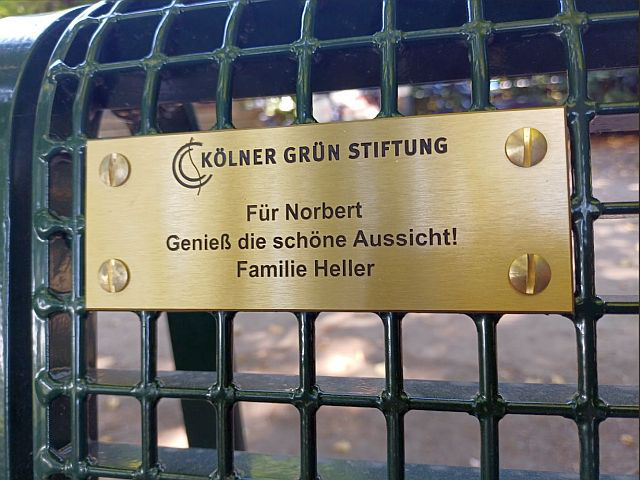 KÖLNER GRÜN STIFTUNG
Für Norbert
Genieß die schöne Aussicht!
Familie Heller